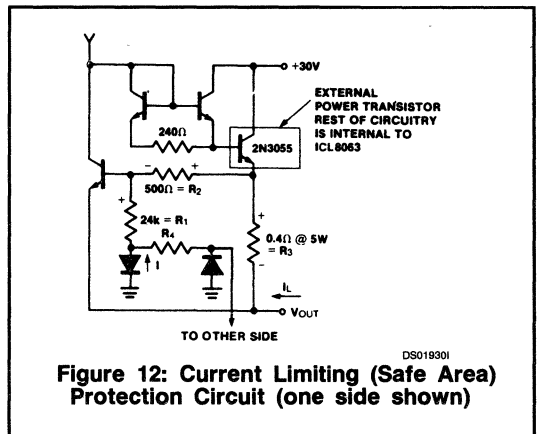 +30V
EXTERNAL
POWER TRANSISTOR
REST OF CIRCUITRY
IS INTERNAL TO
ICL8063
240Ω
2N3055
− +
500Ω = R2
+
24k = R1
R4
I
+
0.4Ω @ 5W
= R3
−
IL
VOUT
TO OTHER SIDE
DS01930I
Figure 12: Current Limiting (Safe Area)
Protection Circuit (one side shown)